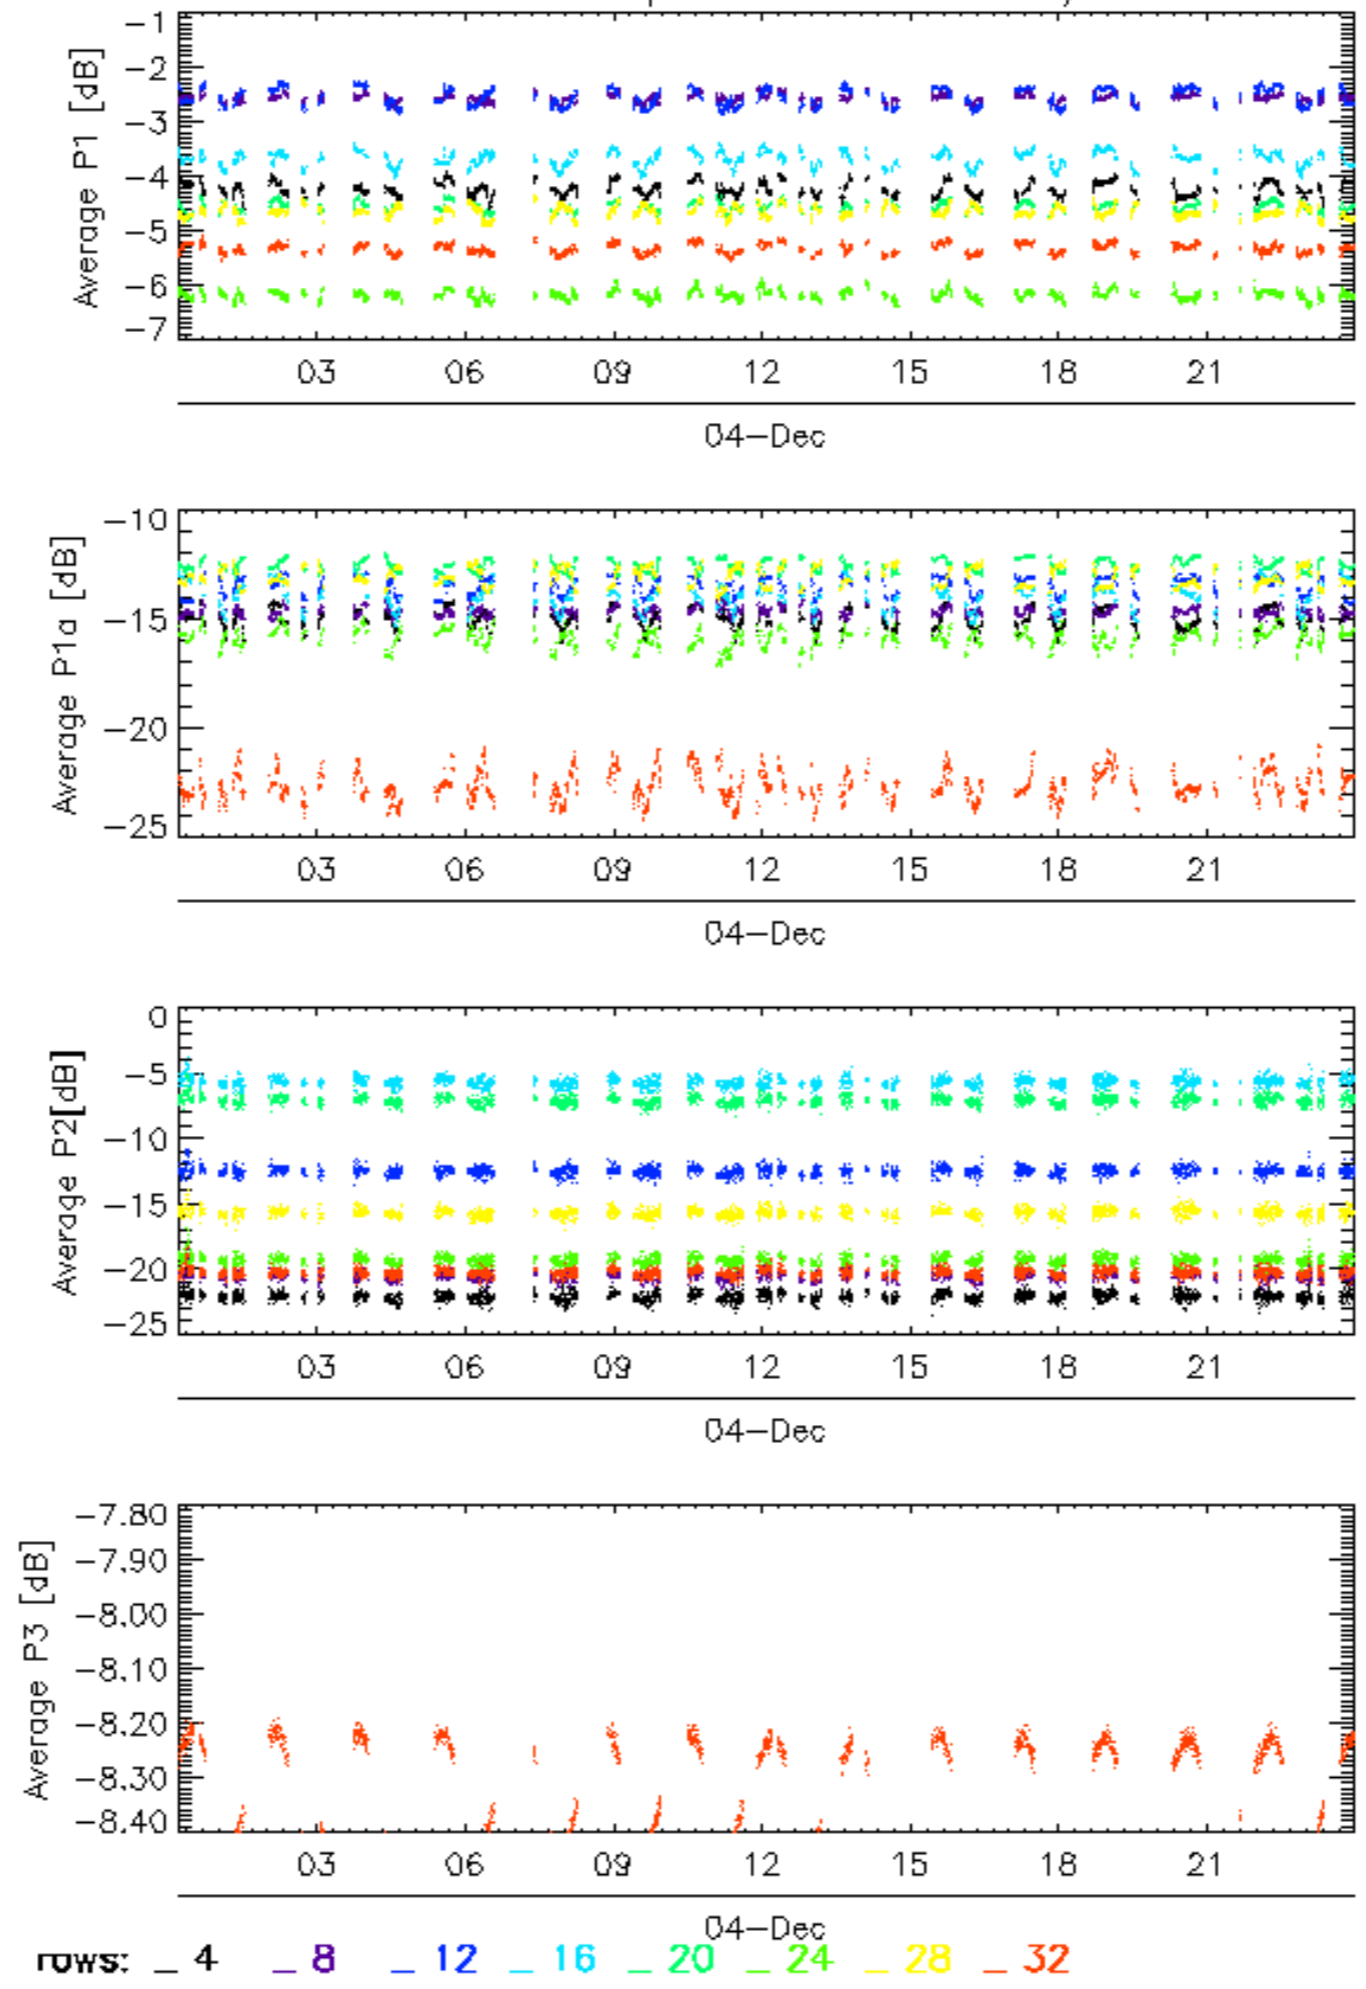 Average P1 [dB]
-1
-2
-3
-4
-5
-6
-7
03 06 09 12 15 18 21
04-Dec
Average P1a [dB]
-10
-15
-20
-25
03 06 09 12 15 18 21
04-Dec
Average P2[dB]
0
-5
-10
-15
-20
-25
03 06 09 12 15 18 21
04-Dec
Average P3 [dB]
-7.80
-7.90
-8.00
-8.10
-8.20
-8.30
-8.40
03 06 09 12 15 18 21
04-Dec
rows: _ 4 _ 8 _ 12 _ 16 _ 20 _ 24 _ 28 _ 32